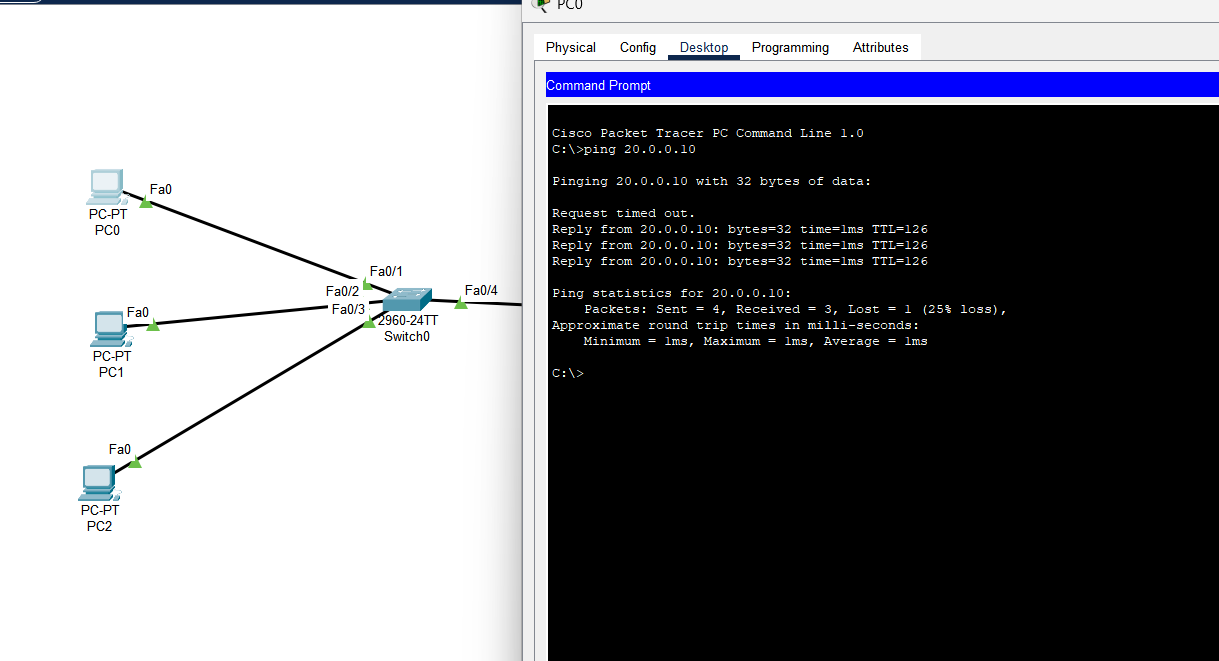 PC0
Physical Config Desktop Programming Attributes
Command Prompt
Cisco Packet Tracer PC Command Line 1.0
C:\>ping 20.0.0.10
Pinging 20.0.0.10 with 32 bytes of data:
Request timed out.
Reply from 20.0.0.10: bytes=32 time=1ms TTL=126
Reply from 20.0.0.10: bytes=32 time=1ms TTL=126
Reply from 20.0.0.10: bytes=32 time=1ms TTL=126
Ping statistics for 20.0.0.10:
Packets: Sent = 4, Received = 3, Lost = 1 (25% loss),
Approximate round trip times in milli-seconds:
Minimum = 1ms, Maximum = 1ms, Average = 1ms
C:\>
Fa0
PC-PT
PC0
Fa0/1
Fa0/2
Fa0/4
Fa0/3
Fa0
2960-24TT
Switch0
PC-PT
PC1
Fa0
PC-PT
PC2